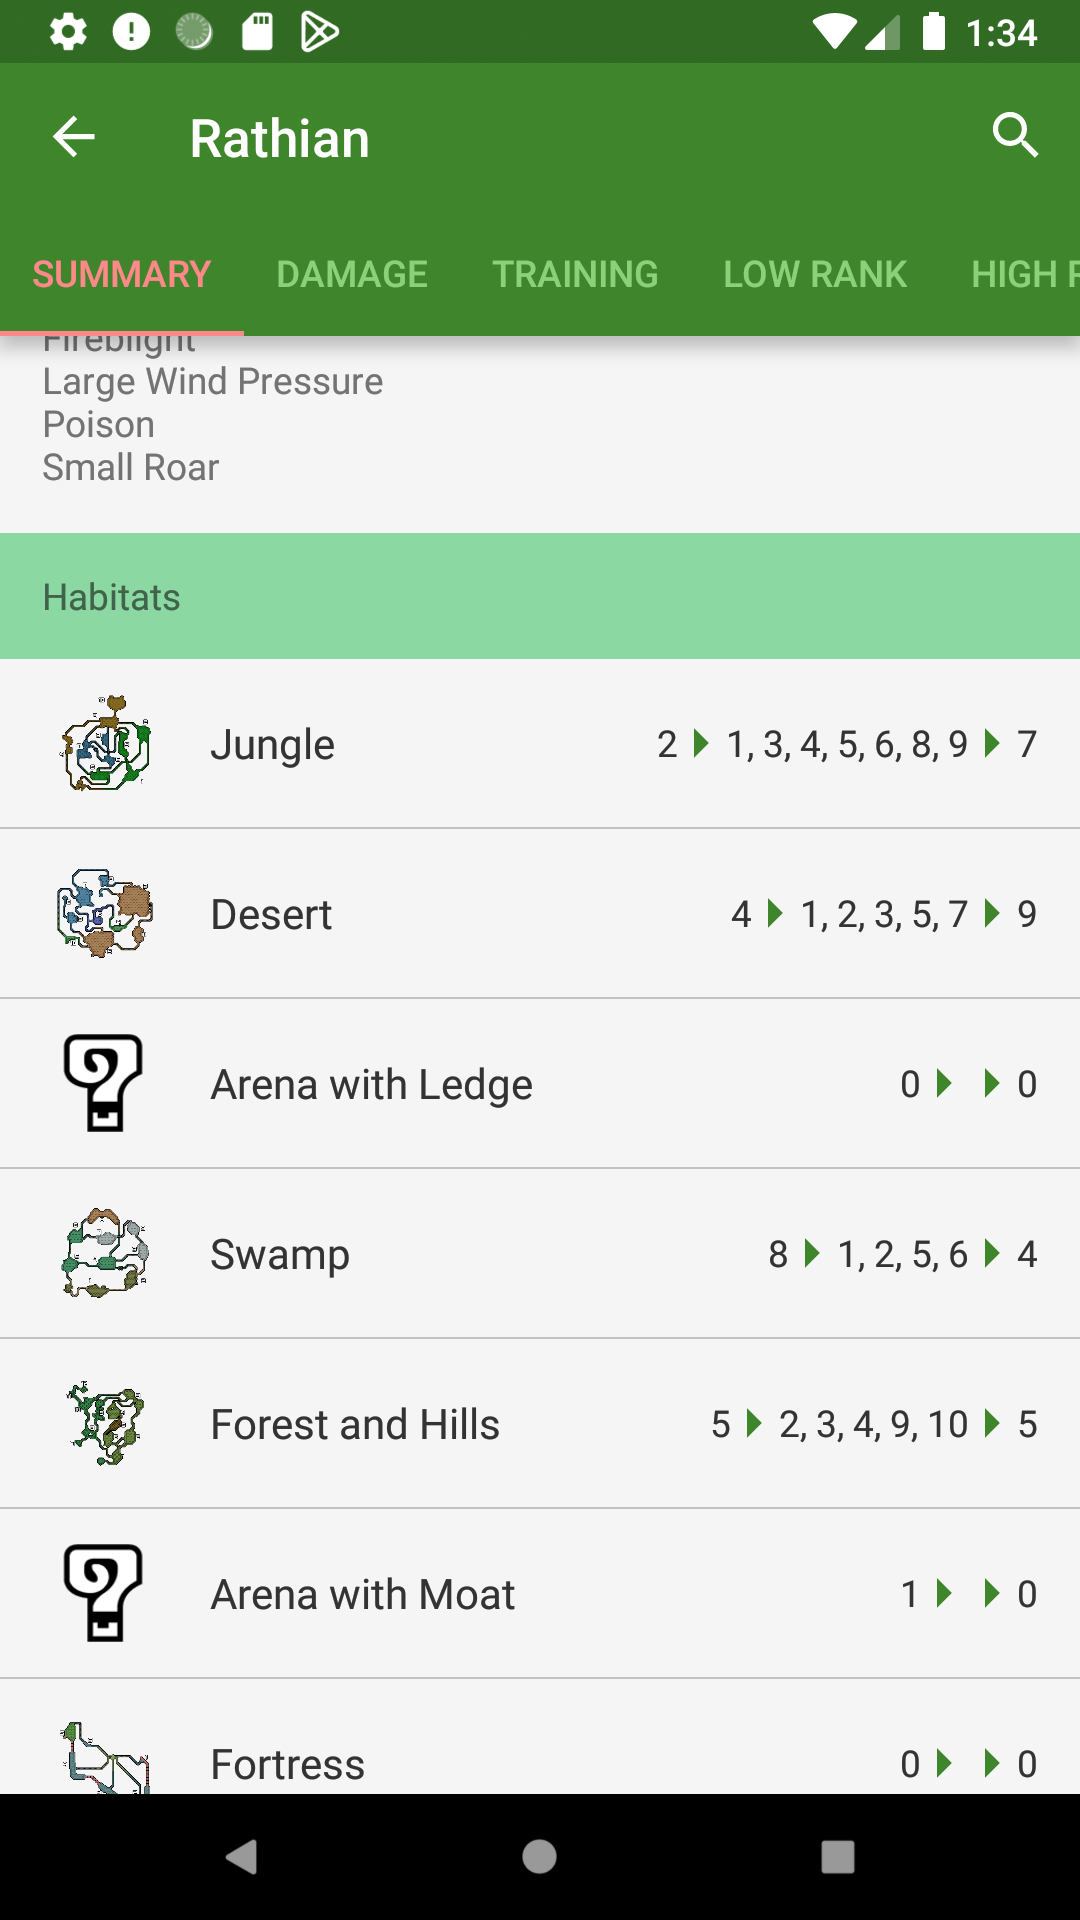 1:34
Rathian
SUMMARY DAMAGE TRAINING LOW RANK HIGH
Fireblight
Large Wind Pressure
Poison
Small Roar
Habitats
Jungle 2 1, 3, 4, 5, 6, 8, 9 7
Desert 4 1, 2, 3, 5, 7 9
Arena with Ledge 0 0
Swamp 8 1, 2, 5, 6 4
Forest and Hills 5 2, 3, 4, 9, 10 5
Arena with Moat 1 0
Fortress 0 0